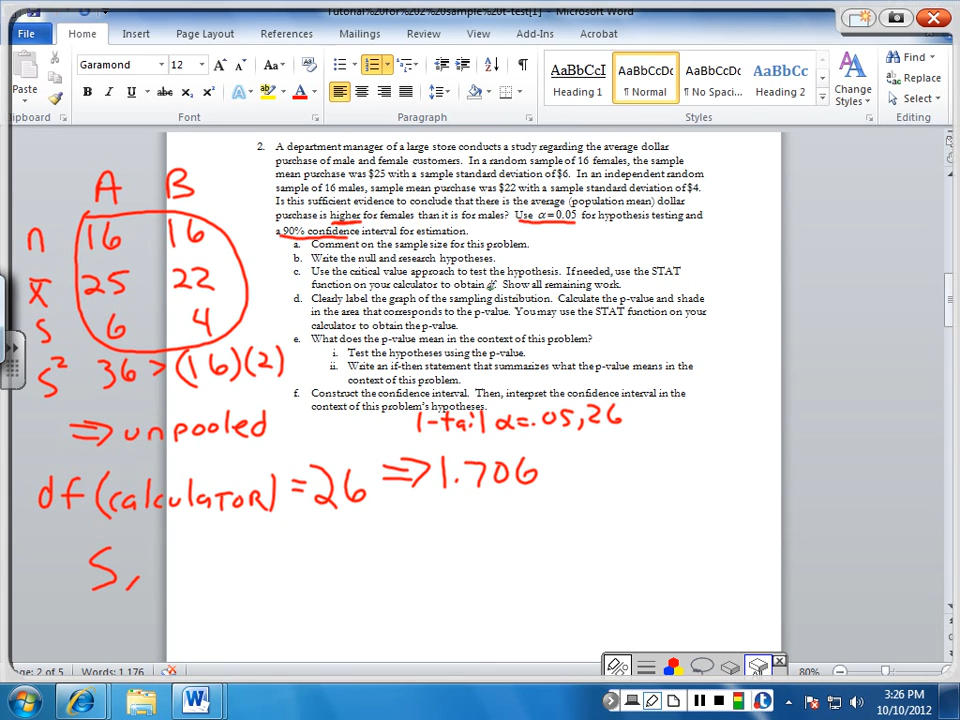 Tutorial%20for%202%20sample%20t-test[1] - Microsoft Word
File Home Insert Page Layout References Mailings Review View Add-Ins Acrobat
Garamond 12 Aa
AaBbCcI AaBbCcDc AaBbCcDc AaBbCc
Find
Replace
Select
Paste
B I U abc x₂ x² A ab A
Heading 1 ¶ Normal ¶ No Spaci... Heading 2
Change Styles
Clipboard Font Paragraph Styles Editing
2. A department manager of a large store conducts a study regarding the average dollar
purchase of male and female customers. In a random sample of 16 females, the sample
mean purchase was $25 with a sample standard deviation of $6. In an independent random
sample of 16 males, sample mean purchase was $22 with a sample standard deviation of $4.
Is this sufficient evidence to conclude that there is the average (population mean) dollar
purchase is higher for females than it is for males? Use α=0.05 for hypothesis testing and
a 90% confidence interval for estimation.
a. Comment on the sample size for this problem.
b. Write the null and research hypotheses.
c. Use the critical value approach to test the hypothesis. If needed, use the STAT
function on your calculator to obtain df. Show all remaining work.
d. Clearly label the graph of the sampling distribution. Calculate the p-value and shade
in the area that corresponds to the p-value. You may use the STAT function on your
calculator to obtain the p-value.
e. What does the p-value mean in the context of this problem?
i. Test the hypotheses using the p-value.
ii. Write an if-then statement that summarizes what the p-value means in the
context of this problem.
f. Construct the confidence interval. Then, interpret the confidence interval in the
context of this problem's hypotheses.
A B
n 16 16
x̄ 25 22
s 6 4
s² 36 > (16)(2)
⇒ unpooled
1-tail α=.05, 26
df (calculator) = 26 ⇒ 1.706
S,
Page: 2 of 5 Words: 1,176 80%
3:26 PM
10/10/2012